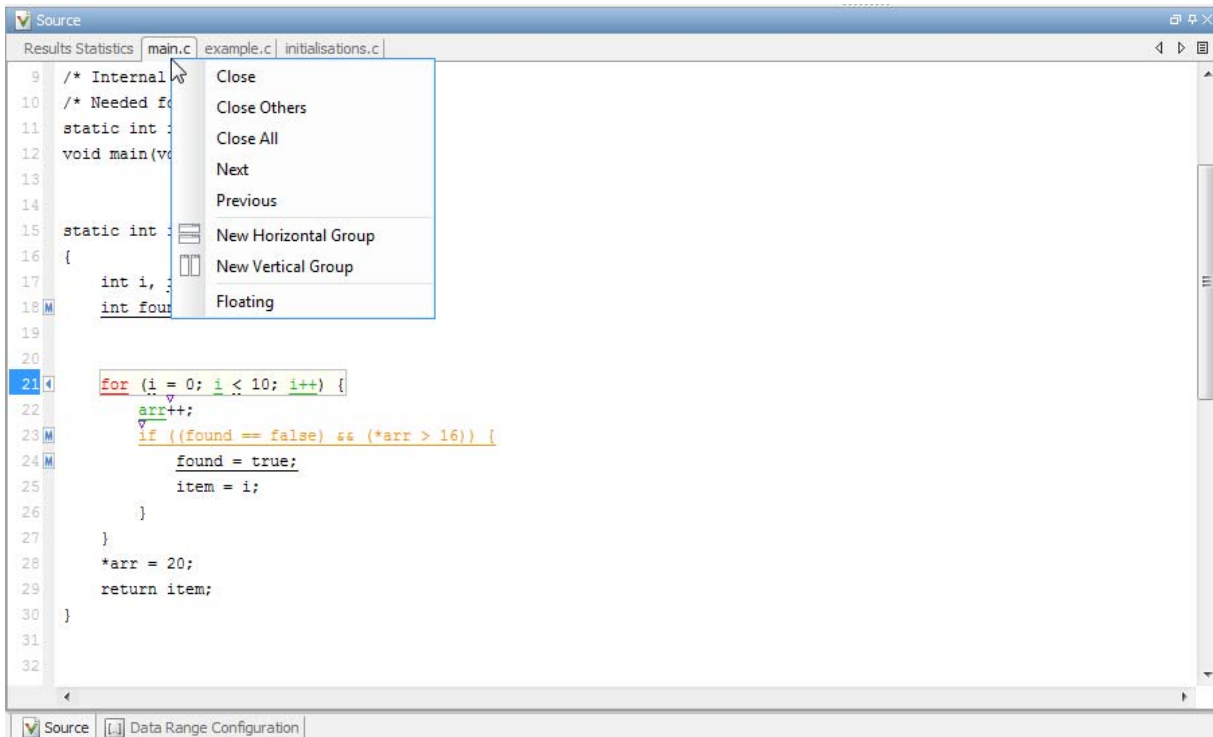 Source
Results Statistics main.c example.c initialisations.c
9 /* Internal
10 /* Needed
11 static int
12 void main(
13
14
15 static int
16 {
17 int i,
18 M int
19
20
21 for (i = 0; i < 10; i++) {
22 arr++;
23 M if ((found == false) && (*arr > 16)) {
24 M found = true;
25 item = i;
26 }
27 }
28 *arr = 20;
29 return item;
30 }
31
32
Close
Close Others
Close All
Next
Previous
New Horizontal Group
New Vertical Group
Floating
Source [..] Data Range Configuration